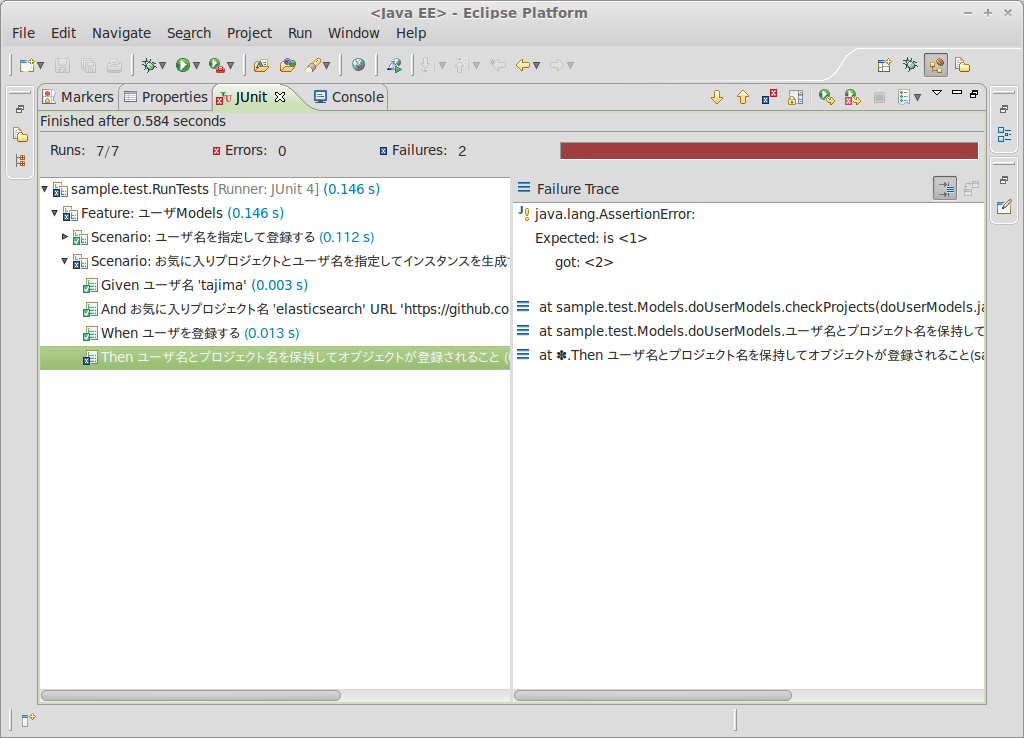 <Java EE> - Eclipse Platform
File Edit Navigate Search Project Run Window Help
Markers Properties JUnit Console
Finished after 0.584 seconds
Runs: 7/7 Errors: 0 Failures: 2
sample.test.RunTests [Runner: JUnit 4] (0.146 s)
Feature: ユーザModels (0.146 s)
Scenario: ユーザ名を指定して登録する (0.112 s)
Scenario: お気に入りプロジェクトとユーザ名を指定してインスタンスを生成
Given ユーザ名 'tajima' (0.003 s)
And お気に入りプロジェクト名 'elasticsearch' URL 'https://github.co
When ユーザを登録する (0.013 s)
Then ユーザ名とプロジェクト名を保持してオブジェクトが登録されること (
Failure Trace
java.lang.AssertionError:
Expected: is <1>
got: <2>
at sample.test.Models.doUserModels.checkProjects(doUserModels.ja
at sample.test.Models.doUserModels.ユーザ名とプロジェクト名を保持して
at ✽.Then ユーザ名とプロジェクト名を保持してオブジェクトが登録されること(sa